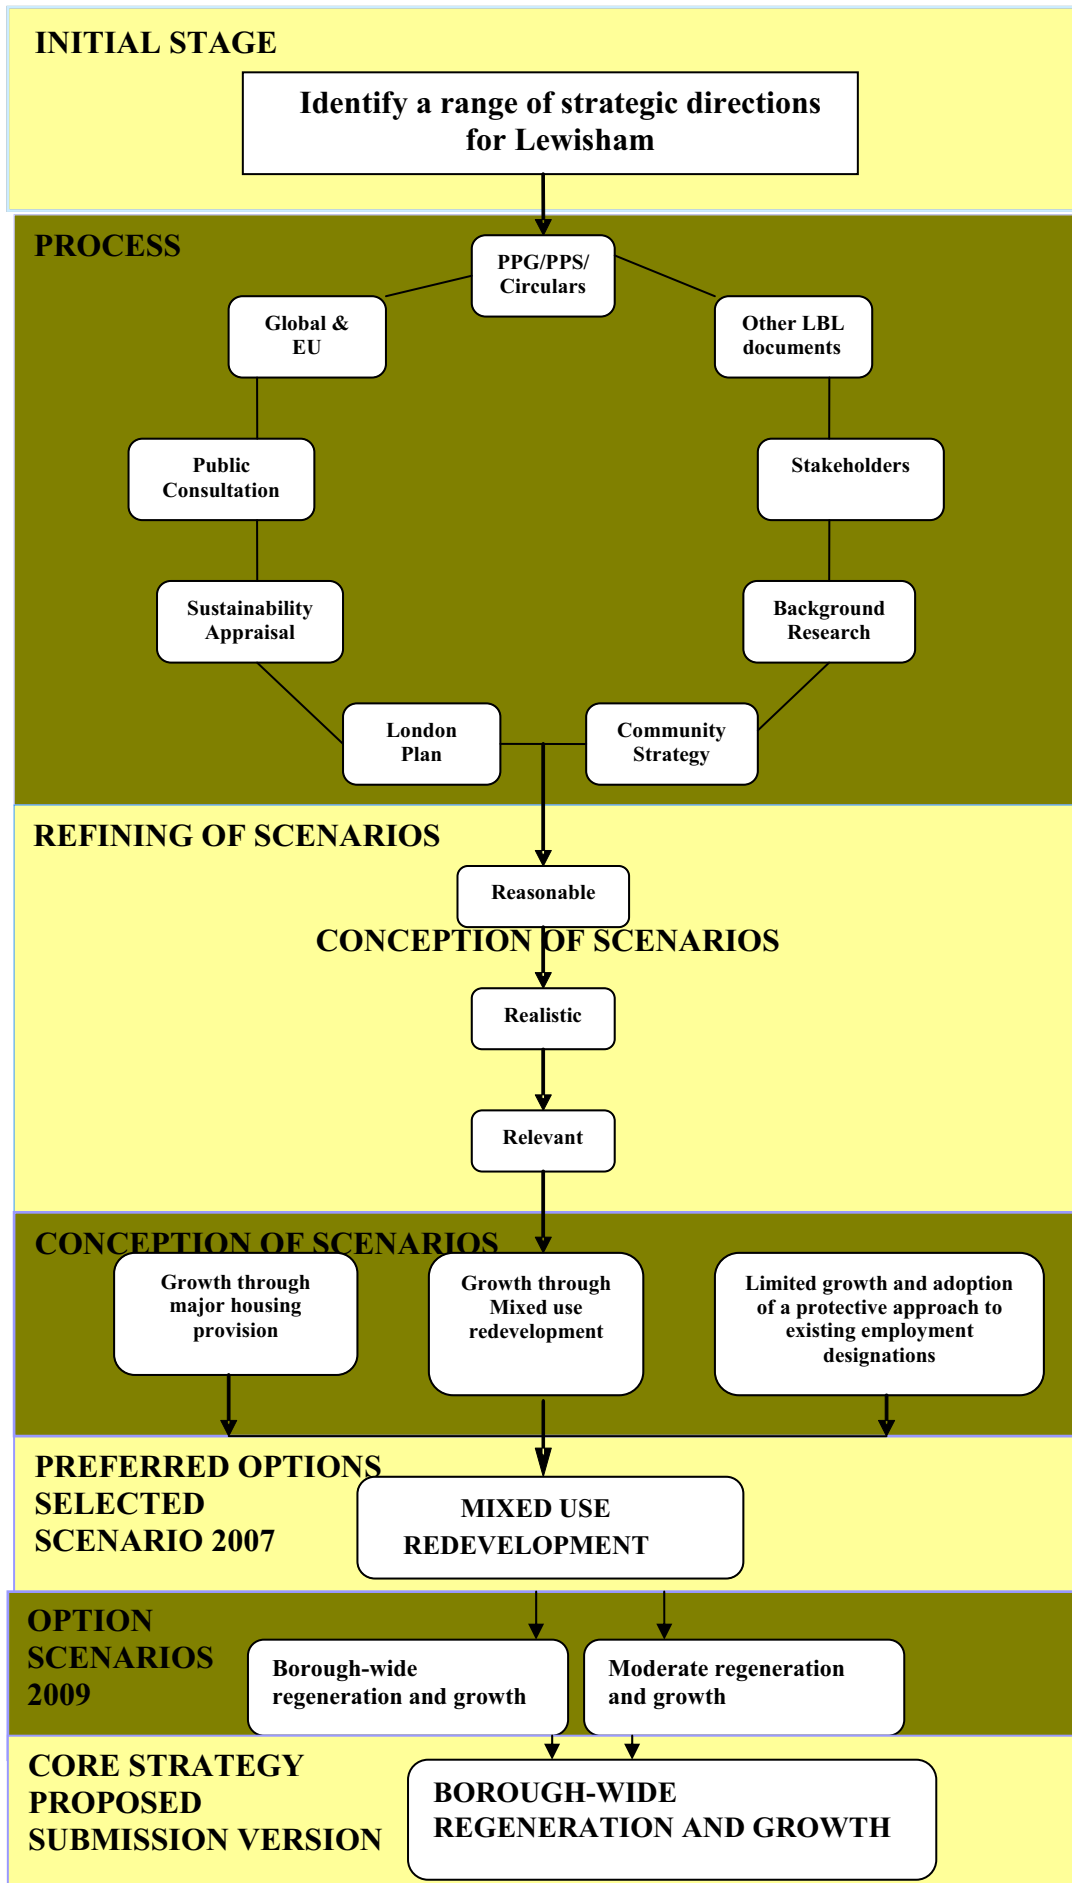 INITIAL STAGE
Identify a range of strategic directions
for Lewisham
PROCESS
PPG/PPS/
Circulars
Global &
EU
Other LBL
documents
Public
Consultation
Stakeholders
Sustainability
Appraisal
Background
Research
London
Plan
Community
Strategy
REFINING OF SCENARIOS
Reasonable
CONCEPTION OF SCENARIOS
Realistic
Relevant
CONCEPTION OF SCENARIOS
Growth through
major housing
provision
Growth through
Mixed use
redevelopment
Limited growth and adoption
of a protective approach to
existing employment
designations
PREFERRED OPTIONS
SELECTED
SCENARIO 2007
MIXED USE
REDEVELOPMENT
OPTION
SCENARIOS
2009
Borough-wide
regeneration and growth
Moderate regeneration
and growth
CORE STRATEGY
PROPOSED
SUBMISSION VERSION
BOROUGH-WIDE
REGENERATION AND GROWTH